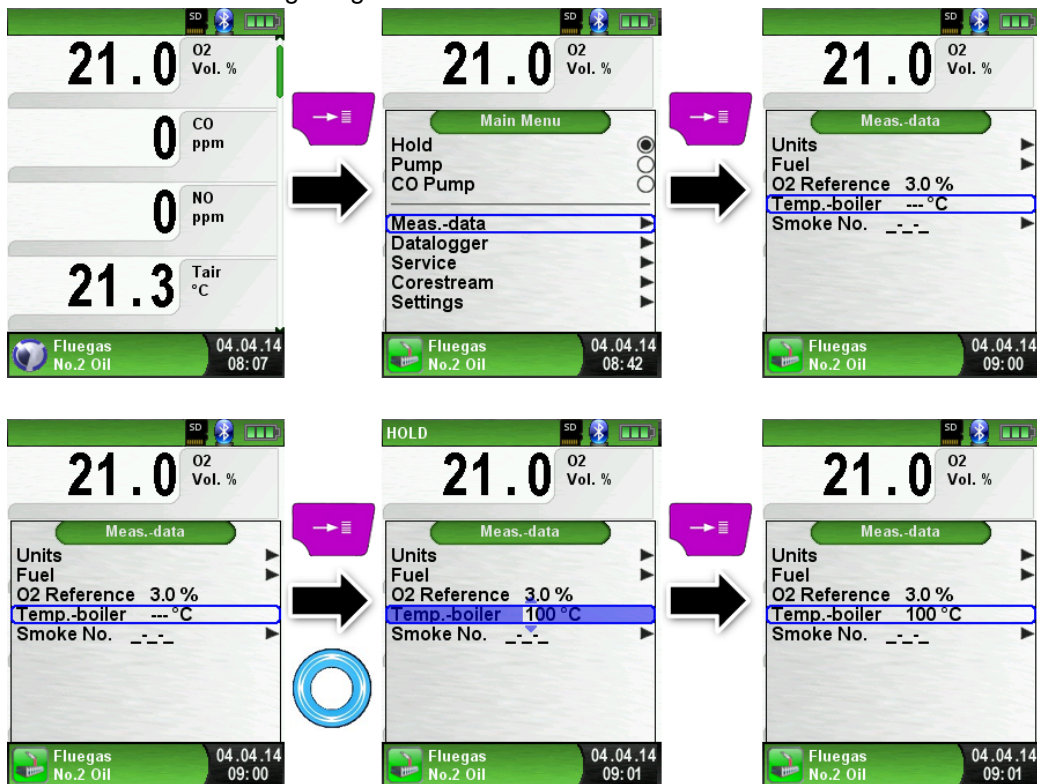 SD
21.0 O2 Vol. %
0 CO ppm
0 NO ppm
21.3 Tair °C
Fluegas 04.04.14
No.2 Oil 08:07
SD
21.0 O2 Vol. %
Main Menu
Hold
Pump
CO Pump
Meas.-data
Datalogger
Service
Corestream
Settings
Fluegas 04.04.14
No.2 Oil 08:42
SD
21.0 O2 Vol. %
Meas.-data
Units
Fuel
O2 Reference 3.0 %
Temp.-boiler --- °C
Smoke No. _-_-_
Fluegas 04.04.14
No.2 Oil 09:00
SD
21.0 O2 Vol. %
Meas.-data
Units
Fuel
O2 Reference 3.0 %
Temp.-boiler --- °C
Smoke No. _-_-_
Fluegas 04.04.14
No.2 Oil 09:00
HOLD SD
21.0 O2 Vol. %
Meas.-data
Units
Fuel
O2 Reference 3.0 %
Temp.-boiler 100 °C
Smoke No. _-_-_
Fluegas 04.04.14
No.2 Oil 09:01
SD
21.0 O2 Vol. %
Meas.-data
Units
Fuel
O2 Reference 3.0 %
Temp.-boiler 100 °C
Smoke No. _-_-_
Fluegas 04.04.14
No.2 Oil 09:01